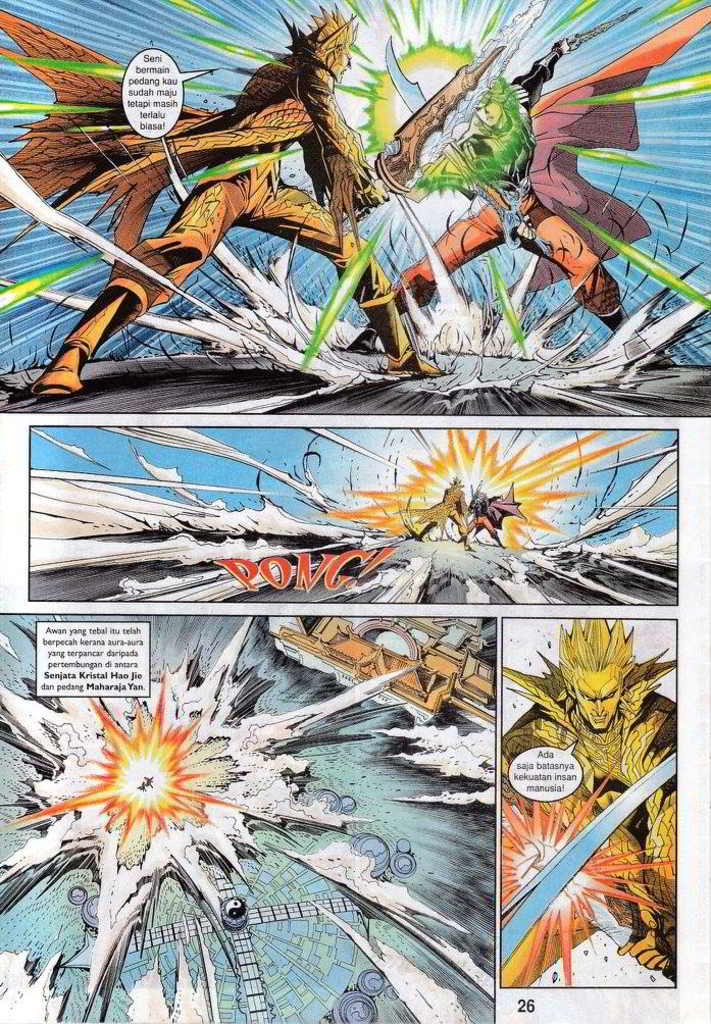 Seni
bermain
pedang kau
sudah maju
tetapi masih
terlalu
biasa!
PONG!
Awan yang tebal itu telah
berpecah kerana aura-aura
yang terpancar daripada
pertembungan di antara
Senjata Kristal Hao Jie
dan pedang Maharaja Yan.
Ada
saja batasnya
kekuatan insan
manusia!
26